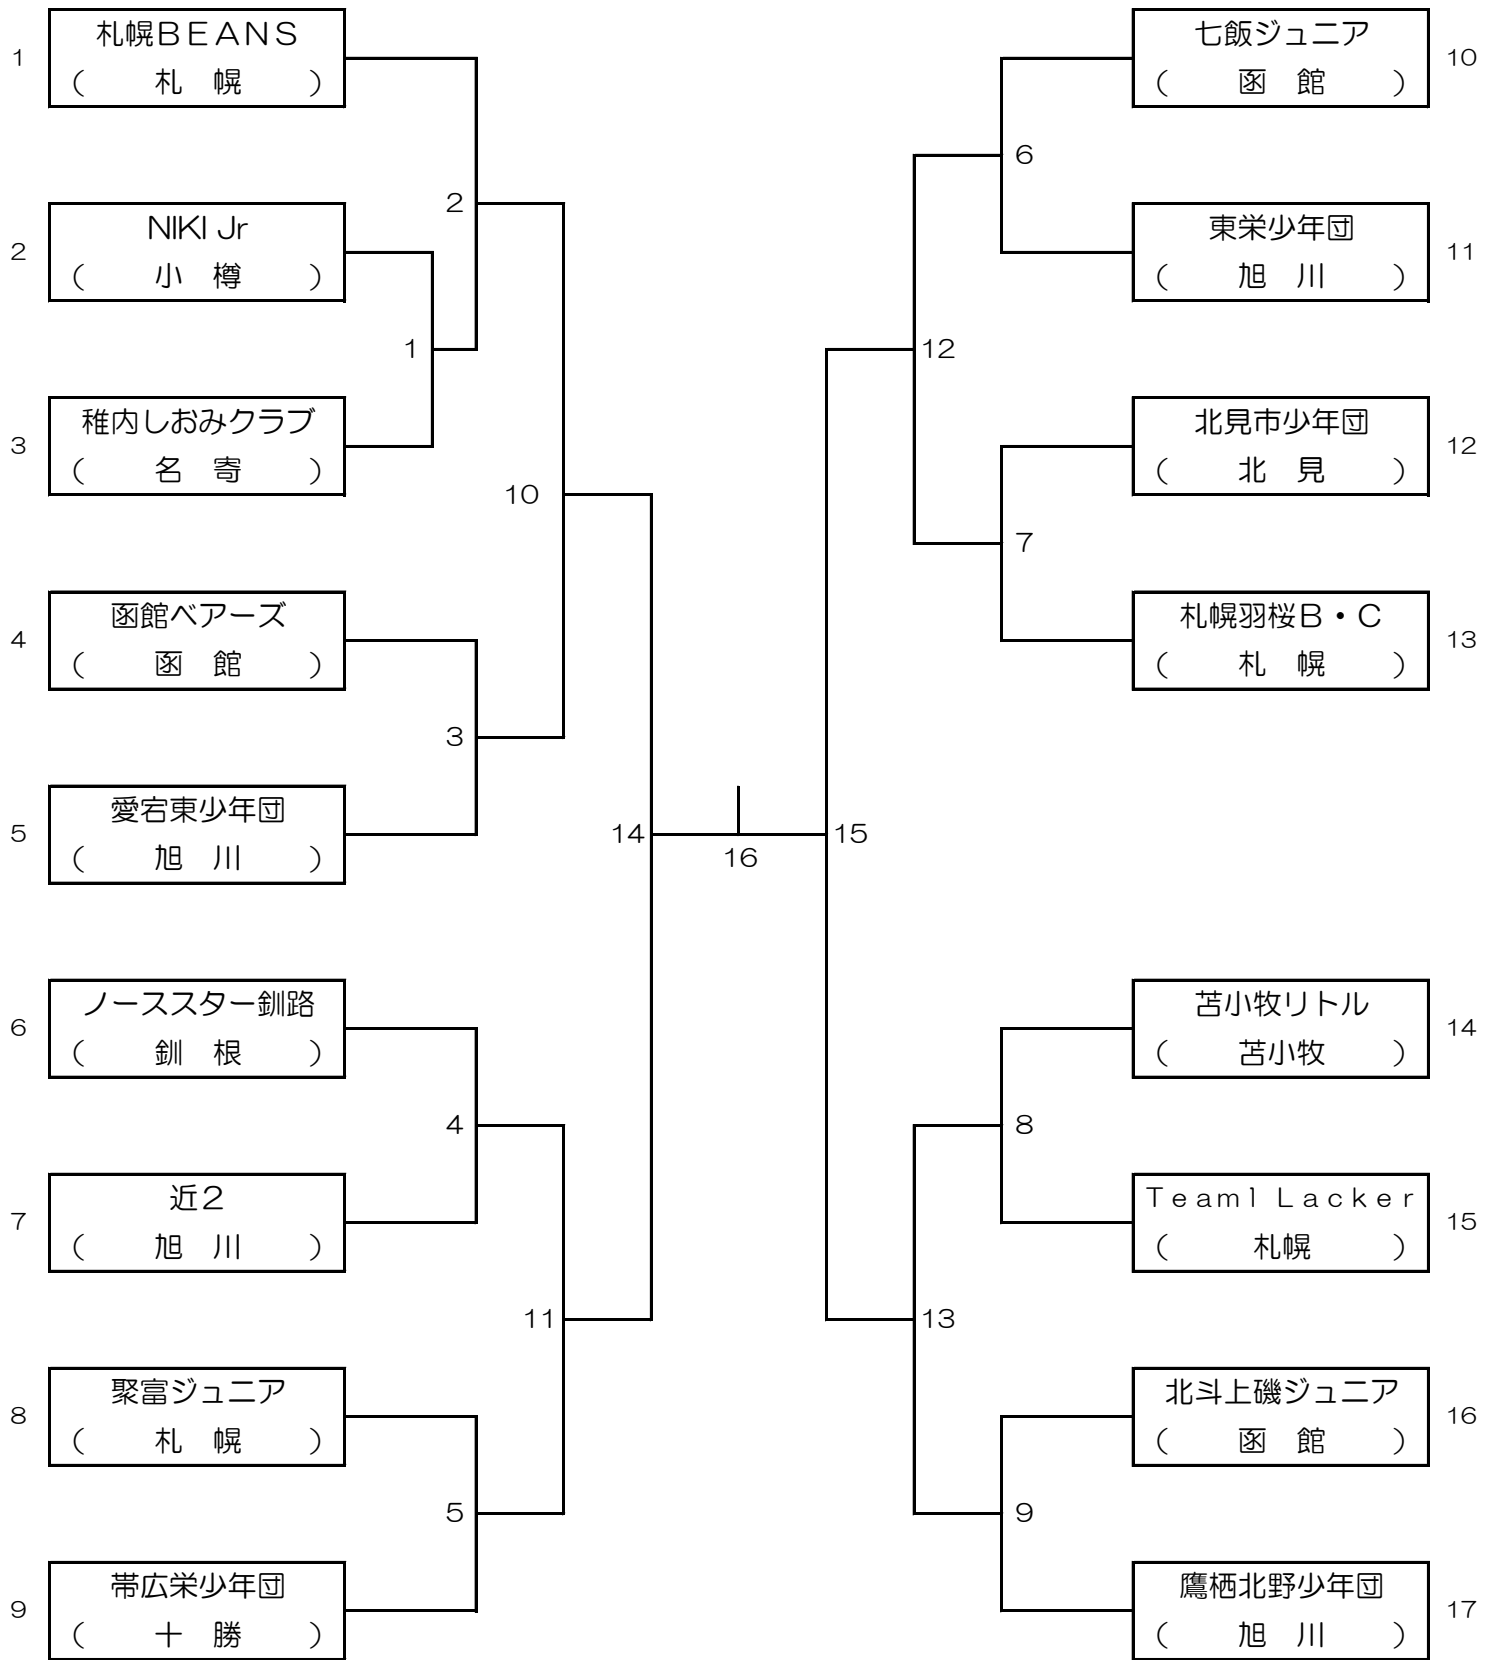 1
札幌BEANS
(　札　幌　)
2
NIKI Jr
(　小　樽　)
3
稚内しおみクラブ
(　名　寄　)
4
函館ベアーズ
(　函　館　)
5
愛宕東少年団
(　旭　川　)
6
ノーススター釧路
(　釧　根　)
7
近2
(　旭　川　)
8
聚富ジュニア
(　札　幌　)
9
帯広栄少年団
(　十　勝　)
2
1
10
3
14
4
11
5
16
15
6
12
7
8
13
9
七飯ジュニア
(　函　館　)
10
東栄少年団
(　旭　川　)
11
北見市少年団
(　北　見　)
12
札幌羽桜B・C
(　札　幌　)
13
苫小牧リトル
(　苫小牧　)
14
Team1 Lacker
(　札幌　)
15
北斗上磯ジュニア
(　函　館　)
16
鷹栖北野少年団
(　旭　川　)
17